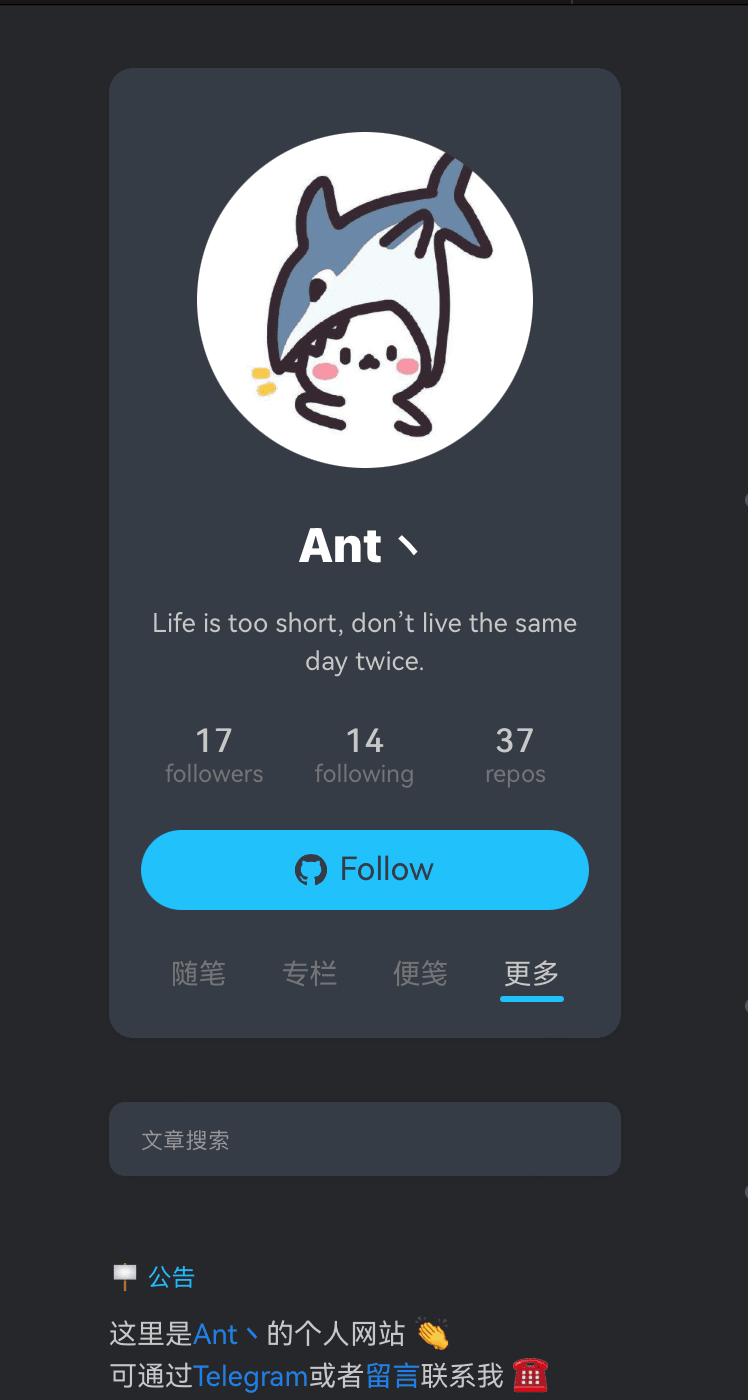 Ant丶
Life is too short, don’t live the same
day twice.
17 14 37
followers following repos
Follow
随笔 专栏 便笺 更多
文章搜索
🪧 公告
这里是Ant丶的个人网站 👏
可通过Telegram或者留言联系我 ☎️